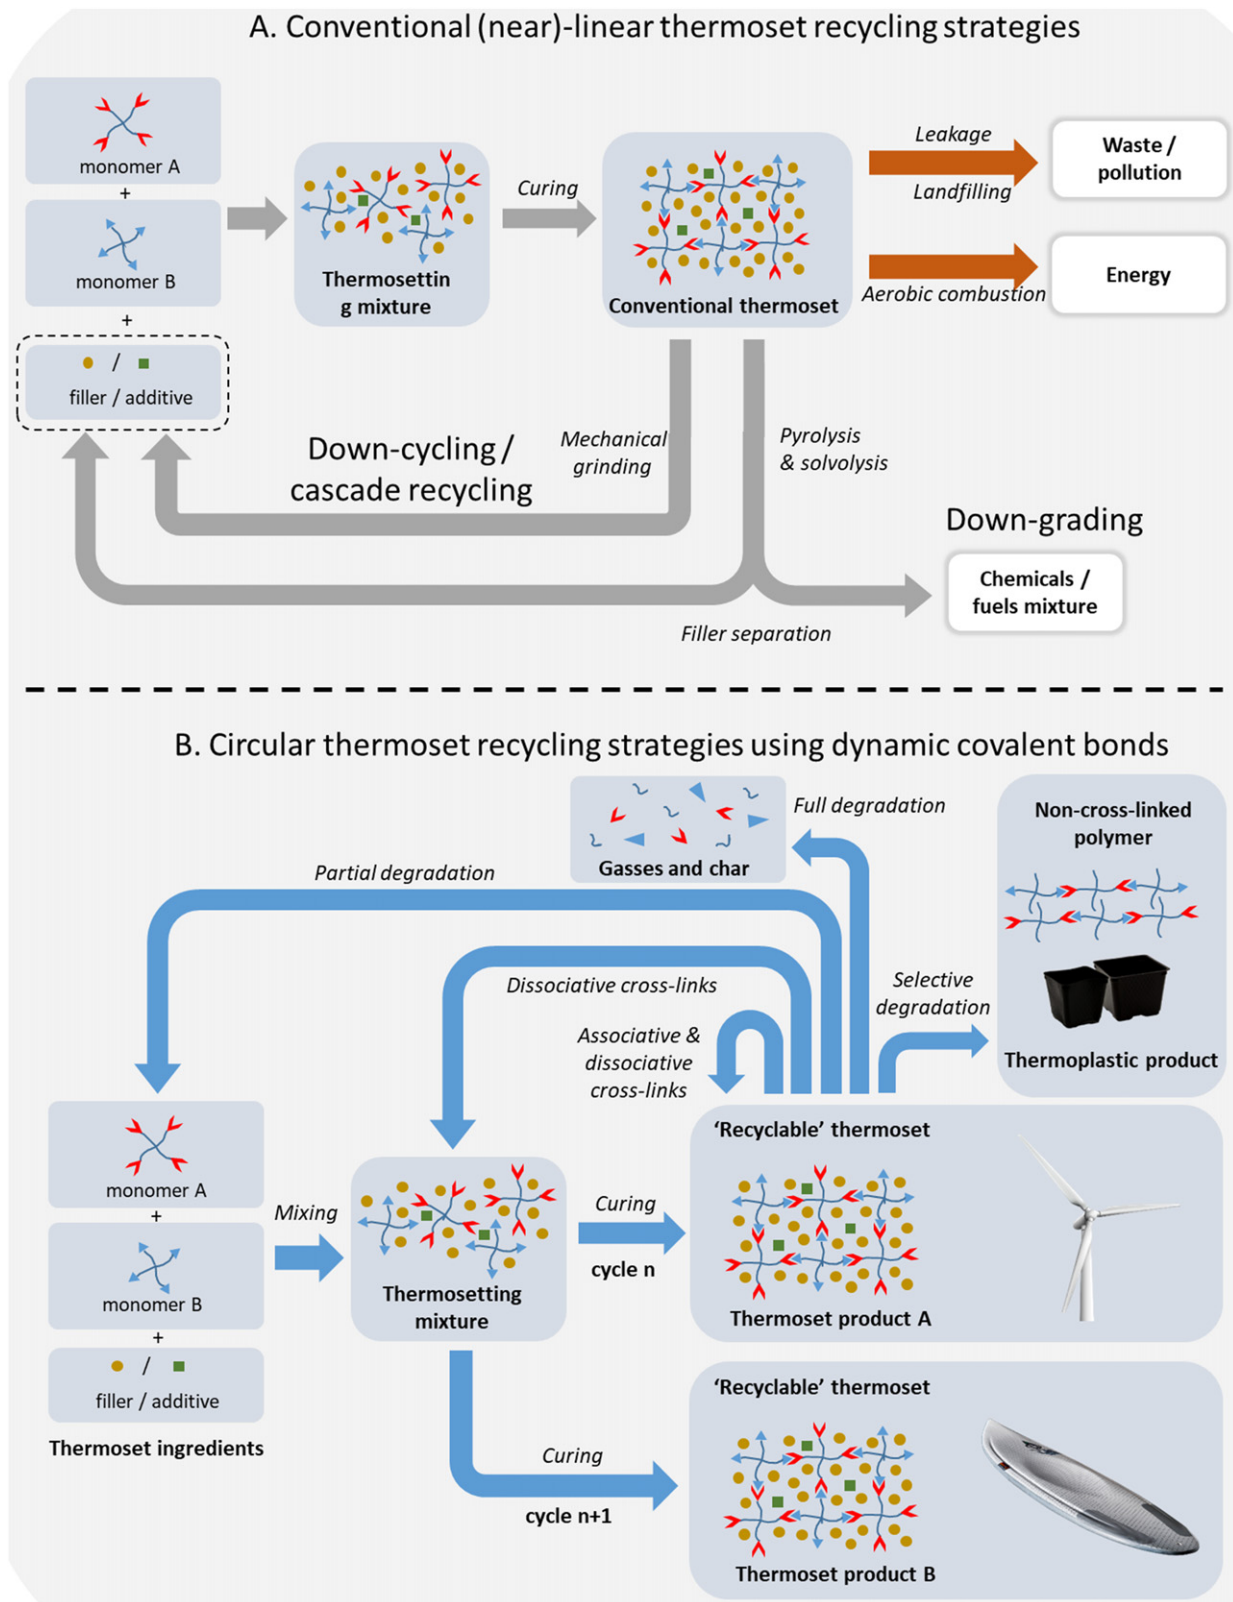 A. Conventional (near)-linear thermoset recycling strategies
monomer A
+
monomer B
+
/
filler / additive
Thermosettin
g mixture
Curing
Conventional thermoset
Leakage
Landfilling
Waste /
pollution
Aerobic combustion
Energy
Down-cycling /
cascade recycling
Mechanical
grinding
Pyrolysis
& solvolysis
Down-grading
Chemicals /
fuels mixture
Filler separation
B. Circular thermoset recycling strategies using dynamic covalent bonds
Gasses and char
Full degradation
Non-cross-linked
polymer
Thermoplastic product
Partial degradation
Dissociative cross-links
Selective
degradation
Associative &
dissociative
cross-links
monomer A
+
monomer B
+
/
filler / additive
Thermoset ingredients
Mixing
Thermosetting
mixture
Curing
cycle n
'Recyclable' thermoset
Thermoset product A
Curing
cycle n+1
'Recyclable' thermoset
Thermoset product B